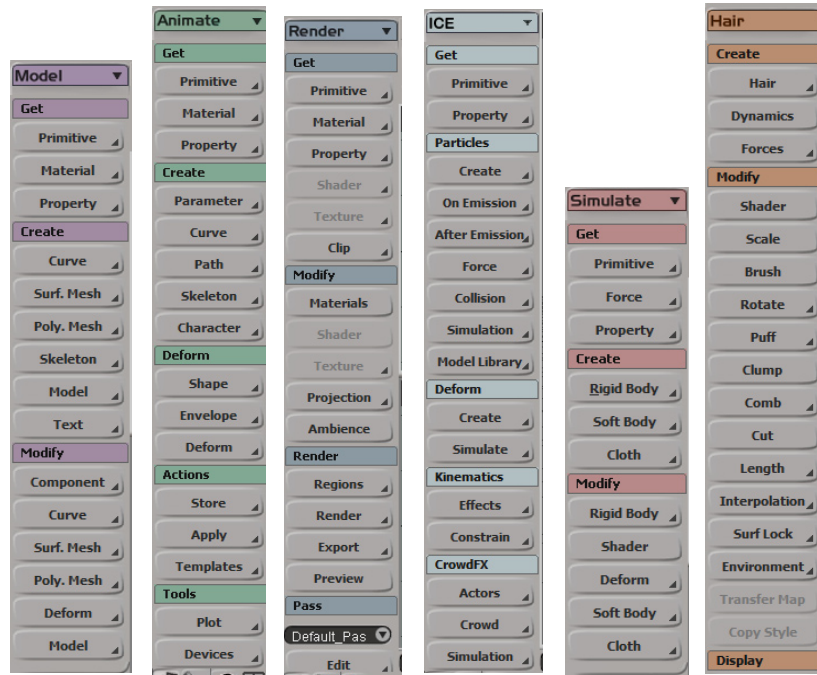 Model
Get
Primitive
Material
Property
Create
Curve
Surf. Mesh
Poly. Mesh
Skeleton
Model
Text
Modify
Component
Curve
Surf. Mesh
Poly. Mesh
Deform
Model
Animate
Get
Primitive
Material
Property
Create
Parameter
Curve
Path
Skeleton
Character
Deform
Shape
Envelope
Deform
Actions
Store
Apply
Templates
Tools
Plot
Devices
Render
Get
Primitive
Material
Property
Shader
Texture
Clip
Modify
Materials
Shader
Texture
Projection
Ambience
Render
Regions
Render
Export
Preview
Pass
Default_Pas
Edit
ICE
Get
Primitive
Property
Particles
Create
On Emission
After Emission
Force
Collision
Simulation
Model Library
Deform
Create
Simulate
Kinematics
Effects
Constrain
CrowdFX
Actors
Crowd
Simulation
Simulate
Get
Primitive
Force
Property
Create
Rigid Body
Soft Body
Cloth
Modify
Rigid Body
Shader
Deform
Soft Body
Cloth
Hair
Create
Hair
Dynamics
Forces
Modify
Shader
Scale
Brush
Rotate
Puff
Clump
Comb
Cut
Length
Interpolation
Surf Lock
Environment
Transfer Map
Copy Style
Display